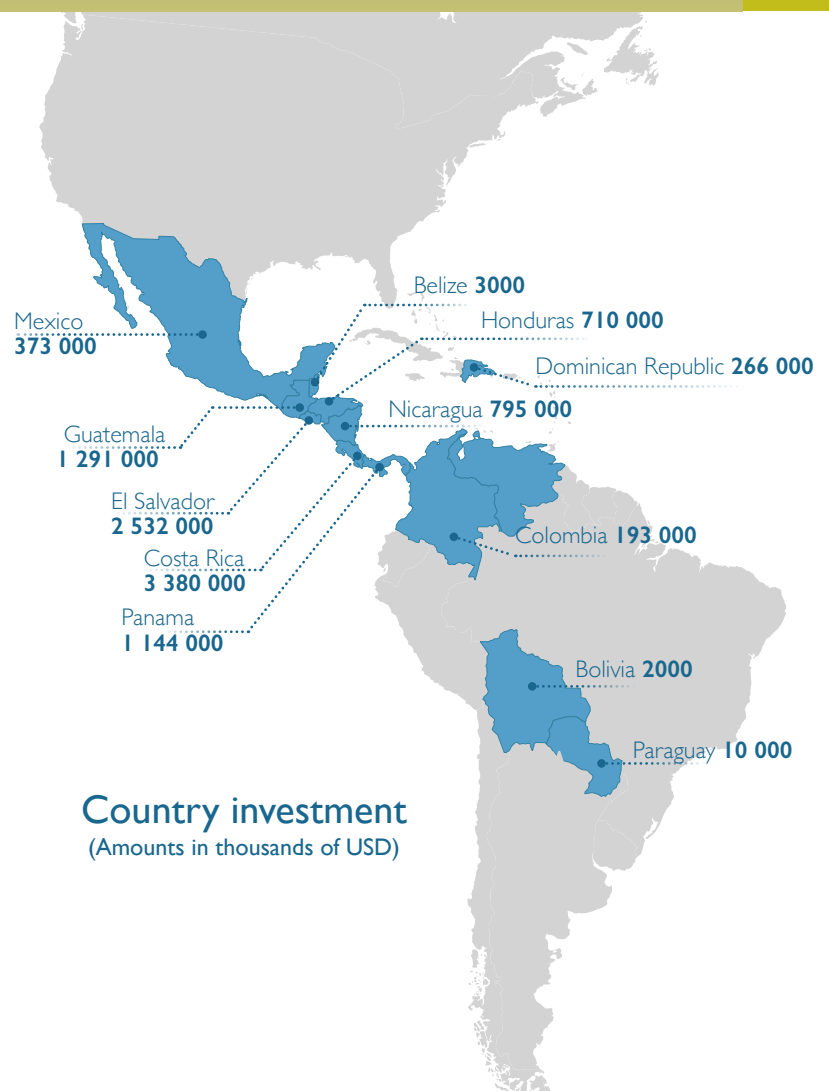 Belize 3000
Mexico
373 000
Honduras 710 000
Dominican Republic 266 000
Nicaragua 795 000
Guatemala
1 291 000
El Salvador
2 532 000
Colombia 193 000
Costa Rica
3 380 000
Panama
1 144 000
Bolivia 2000
Paraguay 10 000
Country investment
(Amounts in thousands of USD)